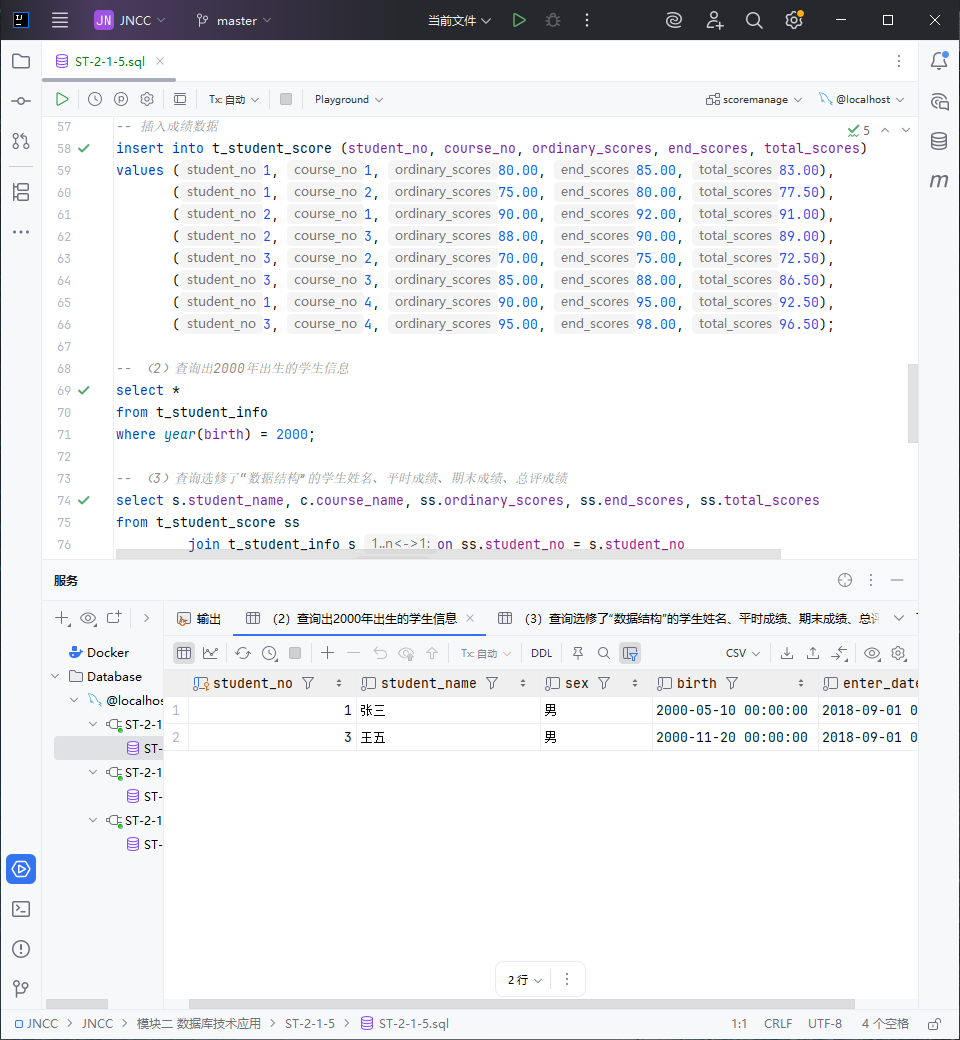 JN JNCC master 当前文件
ST-2-1-5.sql
Tx: 自动 Playground scoremanage @localhost
57 -- 插入成绩数据 5
58 insert into t_student_score (student_no, course_no, ordinary_scores, end_scores, total_scores)
59 values ( student_no 1, course_no 1, ordinary_scores 80.00, end_scores 85.00, total_scores 83.00),
60 ( student_no 1, course_no 2, ordinary_scores 75.00, end_scores 80.00, total_scores 77.50),
61 ( student_no 2, course_no 1, ordinary_scores 90.00, end_scores 92.00, total_scores 91.00),
62 ( student_no 2, course_no 3, ordinary_scores 88.00, end_scores 90.00, total_scores 89.00),
63 ( student_no 3, course_no 2, ordinary_scores 70.00, end_scores 75.00, total_scores 72.50),
64 ( student_no 3, course_no 3, ordinary_scores 85.00, end_scores 88.00, total_scores 86.50),
65 ( student_no 1, course_no 4, ordinary_scores 90.00, end_scores 95.00, total_scores 92.50),
66 ( student_no 3, course_no 4, ordinary_scores 95.00, end_scores 98.00, total_scores 96.50);
67
68 -- （2）查询出2000年出生的学生信息
69 select *
70 from t_student_info
71 where year(birth) = 2000;
72
73 -- （3）查询选修了“数据结构”的学生姓名、平时成绩、期末成绩、总评成绩
74 select s.student_name, c.course_name, ss.ordinary_scores, ss.end_scores, ss.total_scores
75 from t_student_score ss
76 join t_student_info s 1..n<->1: on ss.student_no = s.student_no
服务
输出 （2）查询出2000年出生的学生信息 （3）查询选修了“数据结构”的学生姓名、平时成绩、期末成绩、总评
Docker Tx: 自动 DDL CSV
Database student_no student_name sex birth enter_date
@localhos 1 1 张三 男 2000-05-10 00:00:00 2018-09-01 0
ST-2-1 2 3 王五 男 2000-11-20 00:00:00 2018-09-01 0
ST-
ST-2-1
ST-
ST-2-1
ST-
2 行
JNCC JNCC 模块二 数据库技术应用 ST-2-1-5 ST-2-1-5.sql 1:1 CRLF UTF-8 4 个空格